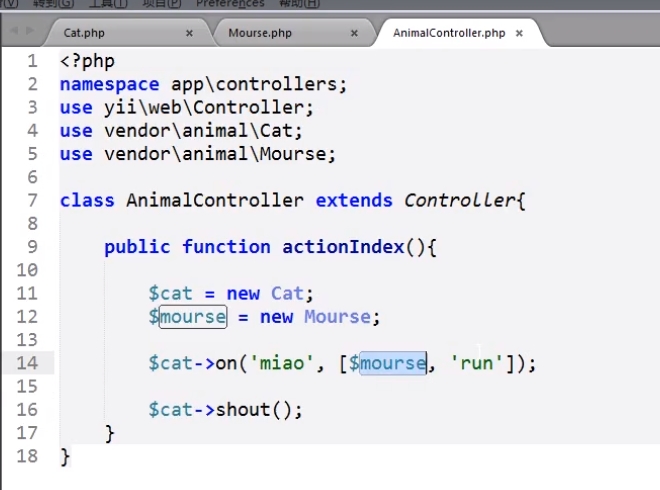 转到(G) 工具(T) 项目(P) Preferences 帮助(H)
Cat.php × Mourse.php × AnimalController.php ×
1 <?php
2 namespace app\controllers;
3 use yii\web\Controller;
4 use vendor\animal\Cat;
5 use vendor\animal\Mourse;
6
7 class AnimalController extends Controller{
8
9 public function actionIndex(){
10
11 $cat = new Cat;
12 $mourse = new Mourse;
13
14 $cat->on('miao', [$mourse, 'run']);
15
16 $cat->shout();
17 }
18 }